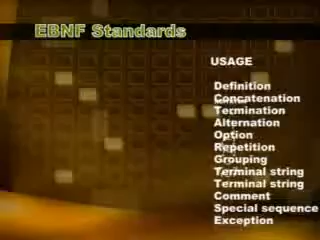 EBNF Standards
USAGE
Definition
Concatenation
Termination
Alternation
Option
Repetition
Grouping
Terminal string
Terminal string
Comment
Special sequence
Exception